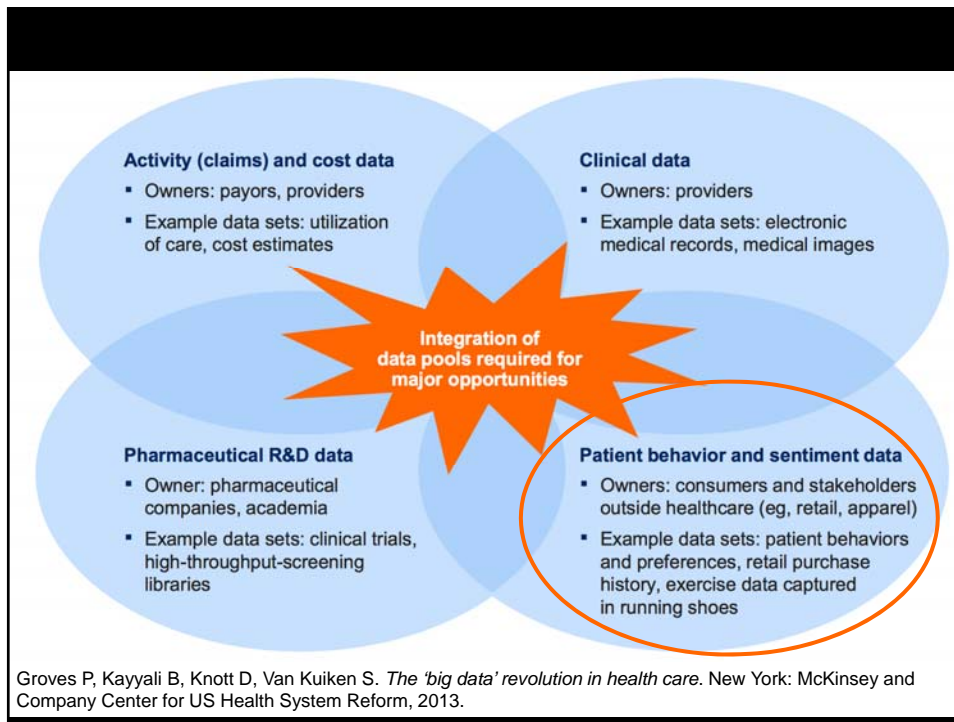 Activity (claims) and cost data
▪ Owners: payors, providers
▪ Example data sets: utilization
of care, cost estimates
Clinical data
▪ Owners: providers
▪ Example data sets: electronic
medical records, medical images
Integration of
data pools required for
major opportunities
Pharmaceutical R&D data
▪ Owner: pharmaceutical
companies, academia
▪ Example data sets: clinical trials,
high-throughput-screening
libraries
Patient behavior and sentiment data
▪ Owners: consumers and stakeholders
outside healthcare (eg, retail, apparel)
▪ Example data sets: patient behaviors
and preferences, retail purchase
history, exercise data captured
in running shoes
Groves P, Kayyali B, Knott D, Van Kuiken S. The ‘big data’ revolution in health care. New York: McKinsey and
Company Center for US Health System Reform, 2013.